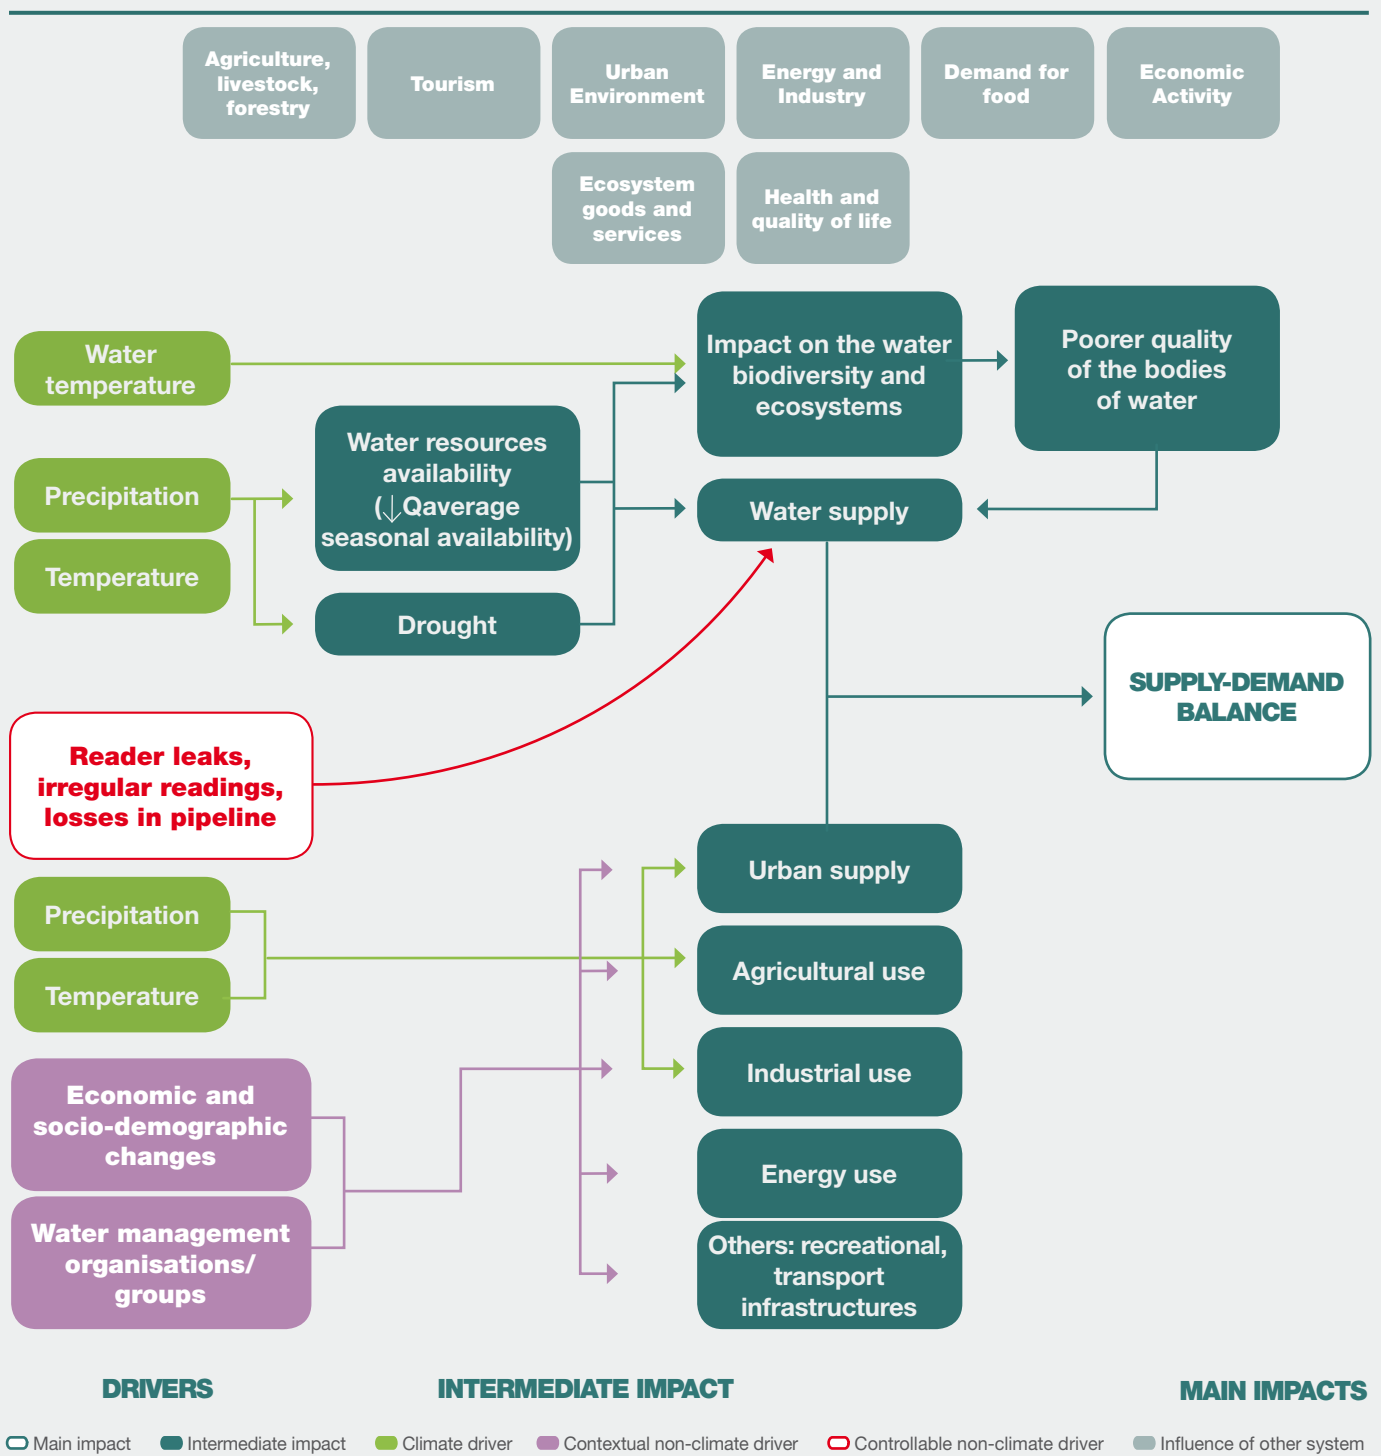 Agriculture,
livestock,
forestry
Tourism
Urban
Environment
Energy and
Industry
Demand for
food
Economic
Activity
Ecosystem
goods and
services
Health and
quality of life
Water
temperature
Impact on the water
biodiversity and
ecosystems
Poorer quality
of the bodies
of water
Precipitation
Temperature
Water resources
availability
(↓Qaverage
seasonal availability)
Drought
Water supply
SUPPLY-DEMAND
BALANCE
Reader leaks,
irregular readings,
losses in pipeline
Precipitation
Temperature
Economic and
socio-demographic
changes
Water management
organisations/
groups
Urban supply
Agricultural use
Industrial use
Energy use
Others: recreational,
transport
infrastructures
DRIVERS
INTERMEDIATE IMPACT
MAIN IMPACTS
Main impact
Intermediate impact
Climate driver
Contextual non-climate driver
Controllable non-climate driver
Influence of other system